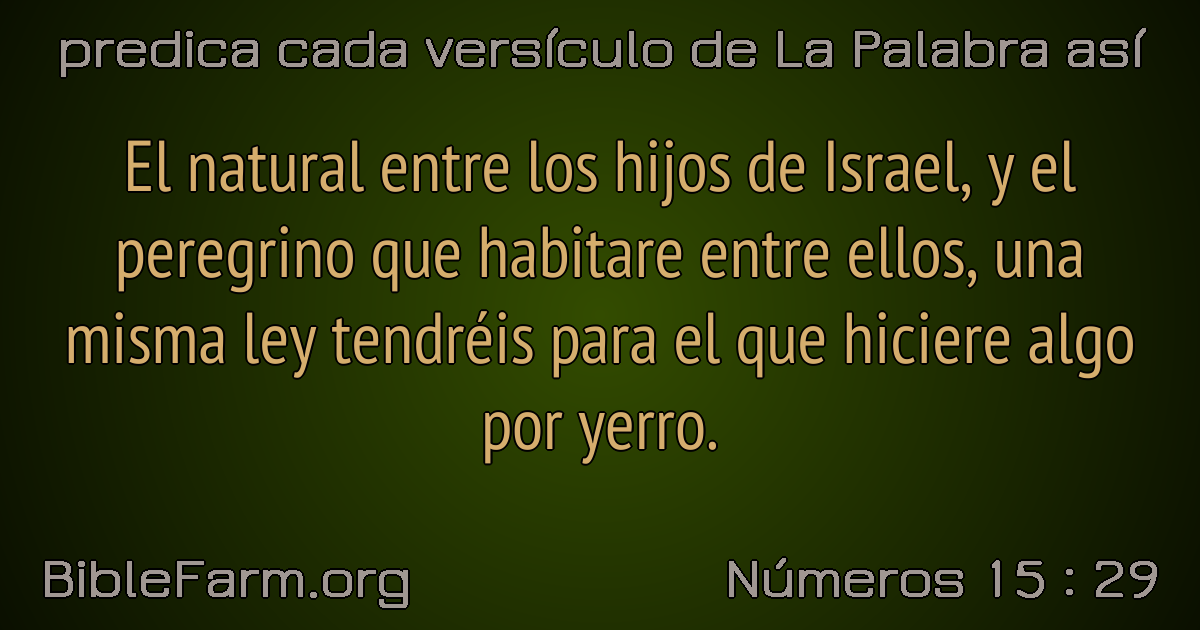 predica cada versículo de La Palabra así
El natural entre los hijos de Israel, y el
peregrino que habitare entre ellos, una
misma ley tendréis para el que hiciere algo
por yerro.
BibleFarm.org
Números 15 : 29